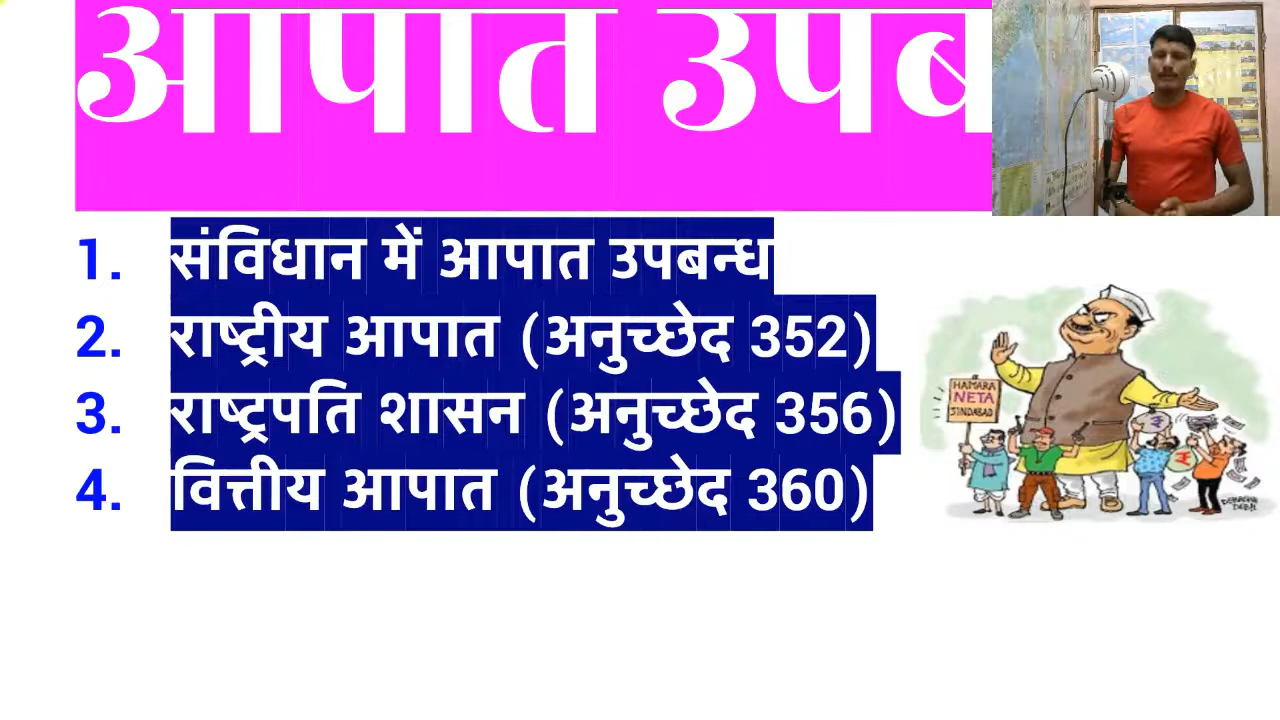 आपात उपब
1. संविधान में आपात उपबन्ध
2. राष्ट्रीय आपात (अनुच्छेद 352)
3. राष्ट्रपति शासन (अनुच्छेद 356)
4. वित्तीय आपात (अनुच्छेद 360)
HAMARA
NETA
JINDABAD